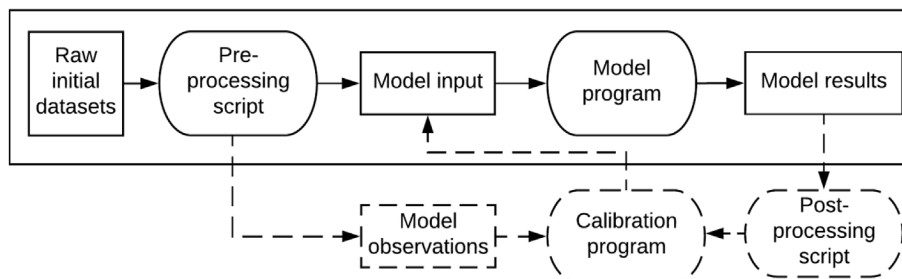 Raw
initial
datasets
Pre-
processing
script
Model input
Model
program
Model results
Model
observations
Calibration
program
Post-
processing
script